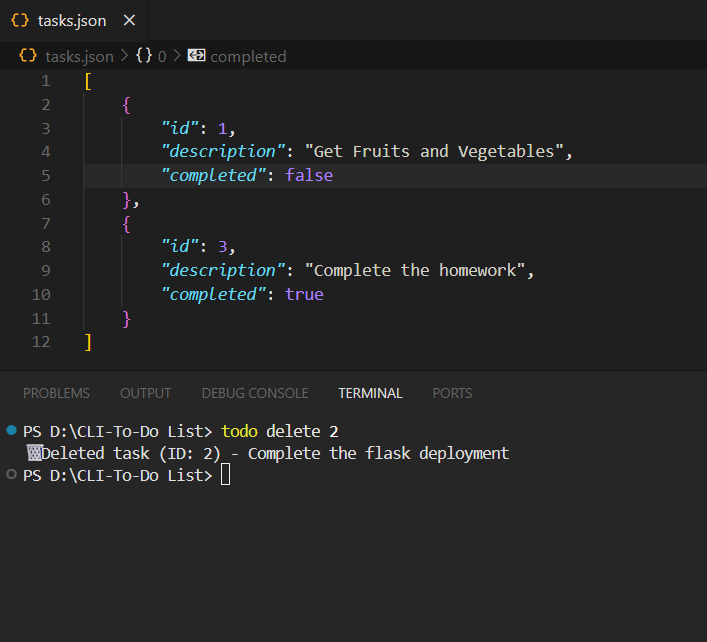 {} tasks.json ×
{} tasks.json > {} 0 > completed
1 [
2 {
3 "id": 1,
4 "description": "Get Fruits and Vegetables",
5 "completed": false
6 },
7 {
8 "id": 3,
9 "description": "Complete the homework",
10 "completed": true
11 }
12 ]
PROBLEMS OUTPUT DEBUG CONSOLE TERMINAL PORTS
PS D:\CLI-To-Do List> todo delete 2
🗑Deleted task (ID: 2) - Complete the flask deployment
PS D:\CLI-To-Do List>